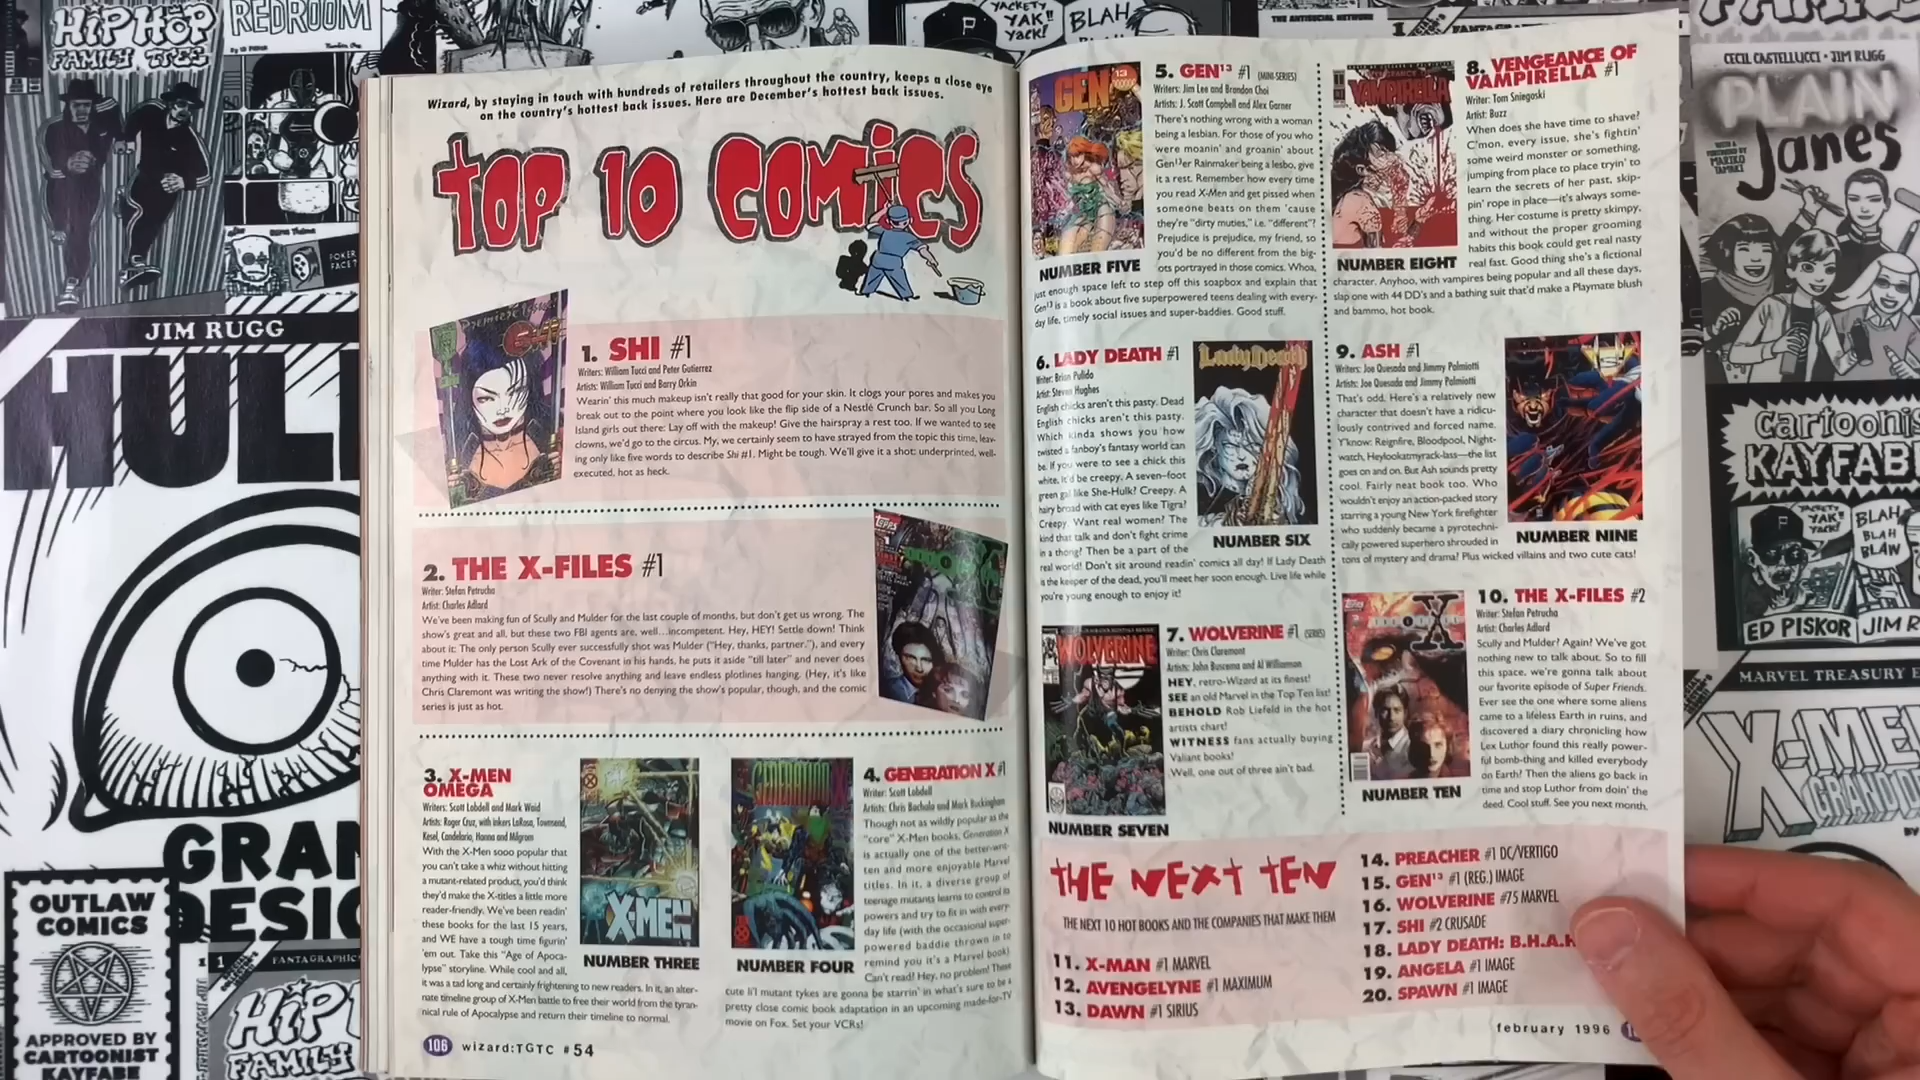 HIP HOP
FAMILY TREE
REDROOM
POKER
FACE?
JIM RUGG
HUL
GRAN
DESIG
OUTLAW
COMICS
APPROVED BY
CARTOONIST
KAYFABE
FANTAGRAPHICS
HIP HOP
FAMILY
YACKETY
YAK!!
Yack!
BLAH
Wizard, by staying in touch with hundreds of retailers throughout the country, keeps a close eye
on the country's hottest back issues. Here are December's hottest back issues.
TOP 10 COMICS
Premiere Issue
1. SHI #1
Writers: William Tucci and Peter Gutierrez
Artists: William Tucci and Barry Orkin
Wearin' this much makeup isn't really that good for your skin. It clogs your pores and makes you
break out to the point where you look like the flip side of a Nestlé Crunch bar. So all you Long
Island girls out there: Lay off with the makeup! Give the hairspray a rest too. If we wanted to see
clowns, we'd go to the circus. My, we certainly seem to have strayed from the topic this time, leav-
ing only like five words to describe Shi #1. Might be tough. We'll give it a shot: underprinted, well-
executed, hot as heck.
2. THE X-FILES #1
Writer: Stefan Petrucha
Artist: Charles Adlard
We've been making fun of Scully and Mulder for the last couple of months, but don't get us wrong. The
show's great and all, but these two FBI agents are, well...incompetent. Hey, HEY! Settle down! Think
about it: The only person Scully ever successfully shot was Mulder ("Hey, thanks, partner."), and every
time Mulder has the Lost Ark of the Covenant in his hands, he puts it aside "till later" and never does
anything with it. These two never resolve anything and leave endless plotlines hanging. (Hey, it's like
Chris Claremont was writing the show!) There's no denying the show's popular, though, and the comic
series is just as hot.
3. X-MEN
OMEGA
Writers: Scott Lobdell and Mark Waid
Artists: Roger Cruz, with inkers LaRosa, Townsend,
Kesel, Candelario, Hanna and Milgrom
With the X-Men sooo popular that
you can't take a whiz without hitting
a mutant-related product, you'd think
they'd make the X-titles a little more
reader-friendly. We've been readin'
these books for the last 15 years,
and WE have a tough time figurin'
'em out. Take this "Age of Apoca-
lypse" storyline. While cool and all,
it was a tad long and certainly frightening to new readers. In it, an alter-
nate timeline group of X-Men battle to free their world from the tyran-
nical rule of Apocalypse and return their timeline to normal.
X-MEN
NUMBER THREE
GENERATION X
NUMBER FOUR
4. GENERATION X #1
Writer: Scott Lobdell
Artists: Chris Bachalo and Mark Buckingham
Though not as wildly popular as the
"core" X-Men books, Generation X
is actually one of the better-writ-
ten and more enjoyable Marvel
titles. In it, a diverse group of
teenage mutants learns to control its
powers and try to fit in with every-
day life (with the occasional super-
powered baddie thrown in to
remind you it's a Marvel book)
Can't read! Hey, no problem! These
cute li'l mutant tykes are gonna be starrin' in what's sure to be a
pretty close comic book adaptation in an upcoming made-for-TV
movie on Fox. Set your VCRs!
106 wizard:TGTC #54
GEN 13
NUMBER FIVE
5. GEN13 #1 (MINI-SERIES)
Writers: Jim Lee and Brandon Choi
Artists: J. Scott Campbell and Alex Garner
There's nothing wrong with a woman
being a lesbian. For those of you who
were moanin' and groanin' about
Gen13er Rainmaker being a lesbo, give
it a rest. Remember how every time
you read X-Men and get pissed when
someone beats on them 'cause
they're "dirty muties," i.e. "different"?
Prejudice is prejudice, my friend, so
you'd be no different from the big-
ots portrayed in those comics. Whoa,
just enough space left to step off this soapbox and explain that
Gen13 is a book about five superpowered teens dealing with every-
day life, timely social issues and super-baddies. Good stuff.
6. LADY DEATH #1
Writer: Brian Pulido
Artist: Steven Hughes
English chicks aren't this pasty. Dead
English chicks aren't this pasty.
Which kinda shows you how
twisted a fanboy's fantasy world can
be. If you were to see a chick this
white, it'd be creepy. A seven-foot
green gal like She-Hulk? Creepy. A
hairy broad with cat eyes like Tigra?
Creepy. Want real women? The
kind that talk and don't fight crime
in a thong? Then be a part of the
real world! Don't sit around readin' comics all day! If Lady Death
is the keeper of the dead, you'll meet her soon enough. Live life while
you're young enough to enjoy it!
Lady Death
NUMBER SIX
WOLVERINE
NUMBER SEVEN
7. WOLVERINE #1 (SERIES)
Writer: Chris Claremont
Artists: John Buscema and Al Williamson
HEY, retro-Wizard at its finest!
SEE an old Marvel in the Top Ten list!
BEHOLD Rob Liefeld in the hot
artists chart!
WITNESS fans actually buying
Valiant books!
Well, one out of three ain't bad.
VAMPIRELLA
NUMBER EIGHT
8. VENGEANCE OF
VAMPIRELLA #1
Writer: Tom Sniegoski
Artist: Buzz
When does she have time to shave?
C'mon, every issue, she's fightin'
some weird monster or something,
jumping from place to place tryin' to
learn the secrets of her past, skip-
pin' rope in place—it's always some-
thing. Her costume is pretty skimpy,
and without the proper grooming
habits this book could get real nasty
real fast. Good thing she's a fictional
character. Anyhoo, with vampires being popular and all these days,
slap one with 44 DD's and a bathing suit that'd make a Playmate blush
and bammo, hot book.
9. ASH #1
Writers: Joe Quesada and Jimmy Palmiotti
Artists: Joe Quesada and Jimmy Palmiotti
That's odd. Here's a relatively new
character that doesn't have a ridicu-
lously contrived and forced name.
Y'know: Reignfire, Bloodpool, Night-
watch, Heylookatmyrack-lass—the list
goes on and on. But Ash sounds pretty
cool. Fairly neat book too. Who
wouldn't enjoy an action-packed story
starring a young New York firefighter
who suddenly became a pyrotechni-
cally powered superhero shrouded in
tons of mystery and drama? Plus wicked villains and two cute cats!
NUMBER NINE
NUMBER TEN
10. THE X-FILES #2
Writer: Stefan Petrucha
Artist: Charles Adlard
Scully and Mulder? Again? We've got
nothing new to talk about. So to fill
this space, we're gonna talk about
our favorite episode of Super Friends.
Ever see the one where some aliens
came to a lifeless Earth in ruins, and
discovered a diary chronicling how
Lex Luthor found this really power-
ful bomb-thing and killed everybody
on Earth? Then the aliens go back in
time and stop Luthor from doin' the
deed. Cool stuff. See you next month.
THE NEXT TEN
THE NEXT 10 HOT BOOKS AND THE COMPANIES THAT MAKE THEM
11. X-MAN #1 MARVEL
12. AVENGELYNE #1 MAXIMUM
13. DAWN #1 SIRIUS
14. PREACHER #1 DC/VERTIGO
15. GEN13 #1 (REG.) IMAGE
16. WOLVERINE #75 MARVEL
17. SHI #2 CRUSADE
18. LADY DEATH: B.H.A.
19. ANGELA #1 IMAGE
20. SPAWN #1 IMAGE
february 1996
CECIL CASTELLUCCI • JIM RUGG
PLAIN
Janes
Cartoonis
KAYFABE
YACKETY
YAK!
Yack!
BLAH
BLAH
BLAW
ED PISKOR
JIM R
MARVEL TREASURY E
X-MEN
GRAND D